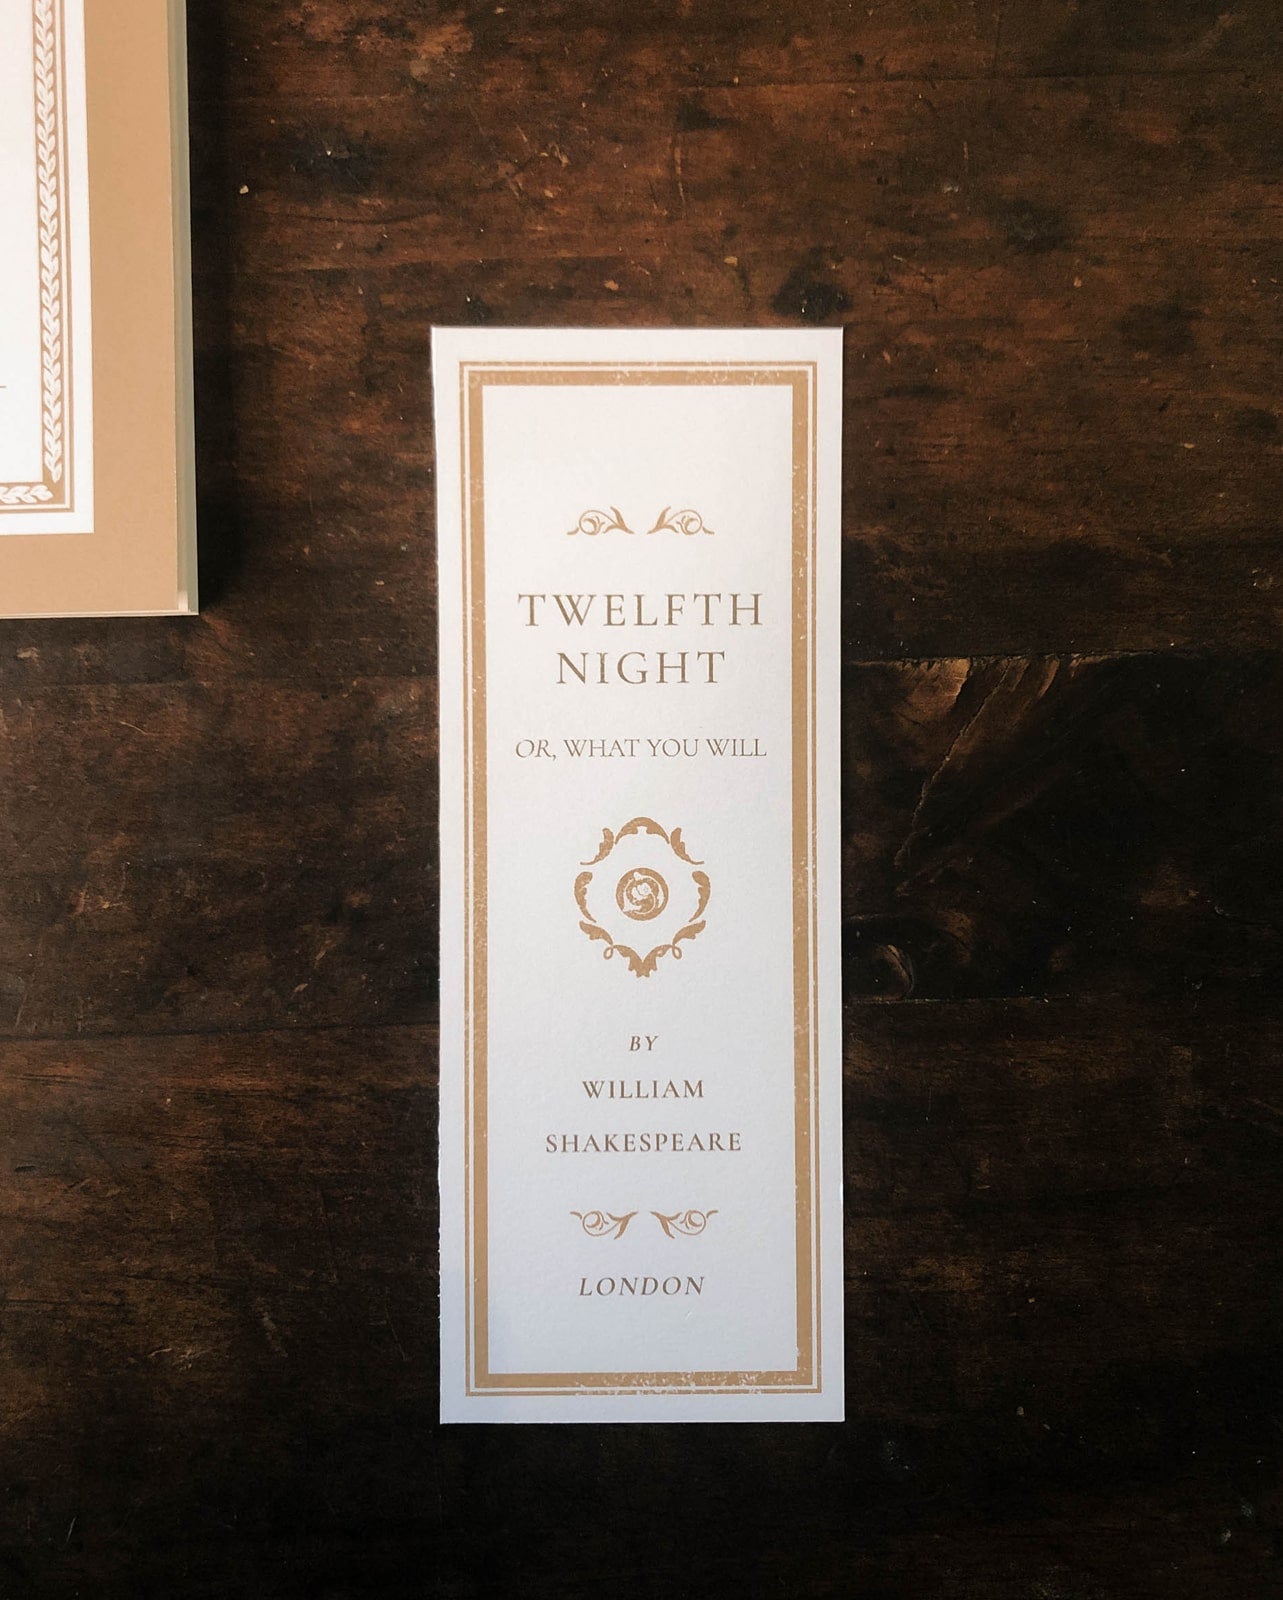 TWELFTH
NIGHT
OR, WHAT YOU WILL
BY
WILLIAM
SHAKESPEARE
LONDON